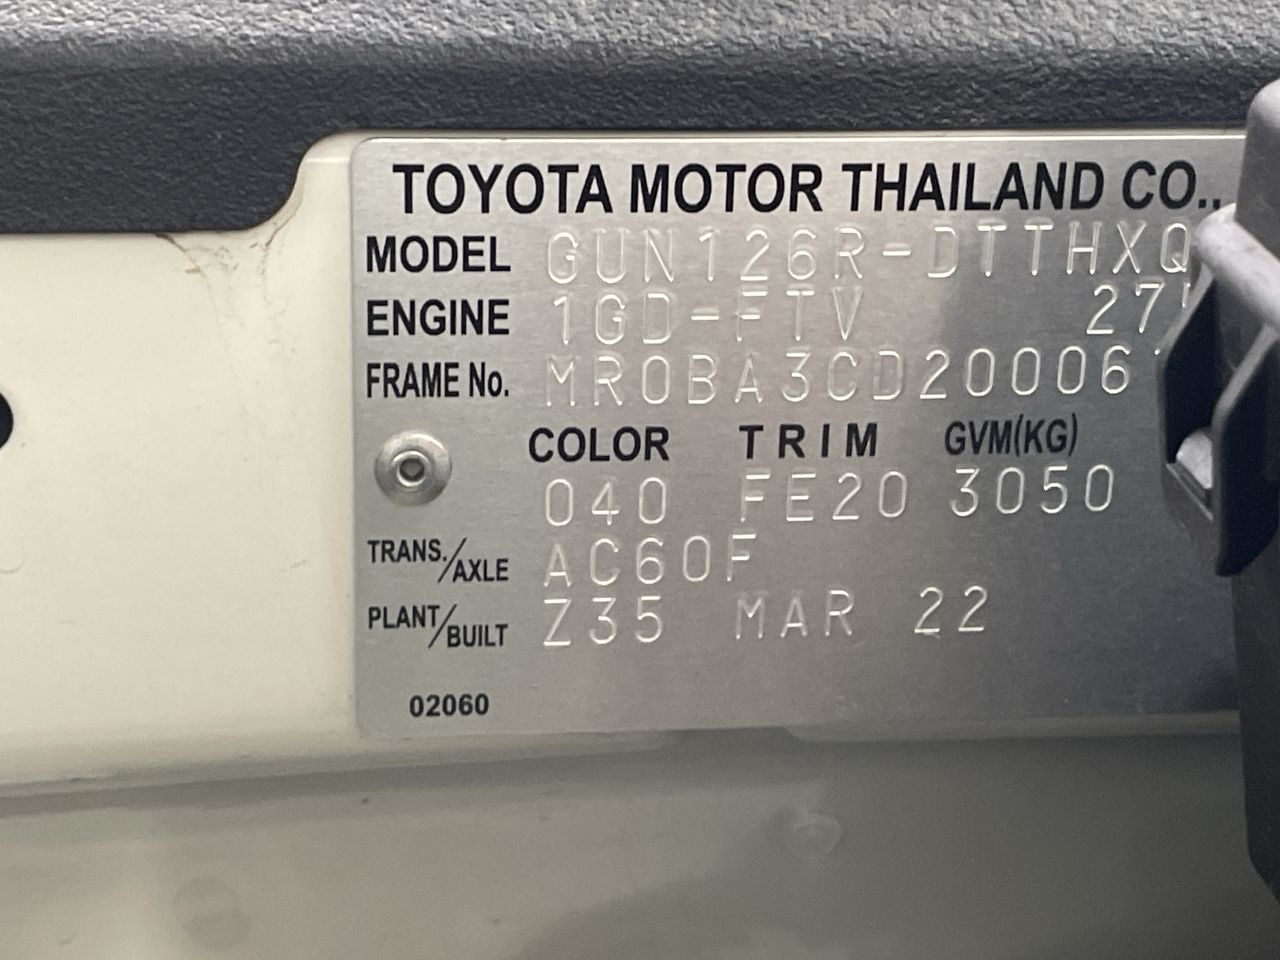 TOYOTA MOTOR THAILAND CO.,
MODEL GUN126R-DTTHXQ
ENGINE 1GD-FTV
FRAME No. MR0BA3CD20006
COLOR TRIM GVM(KG)
040 FE20 3050
TRANS./AXLE AC60F
PLANT/BUILT Z35 MAR 22
02060